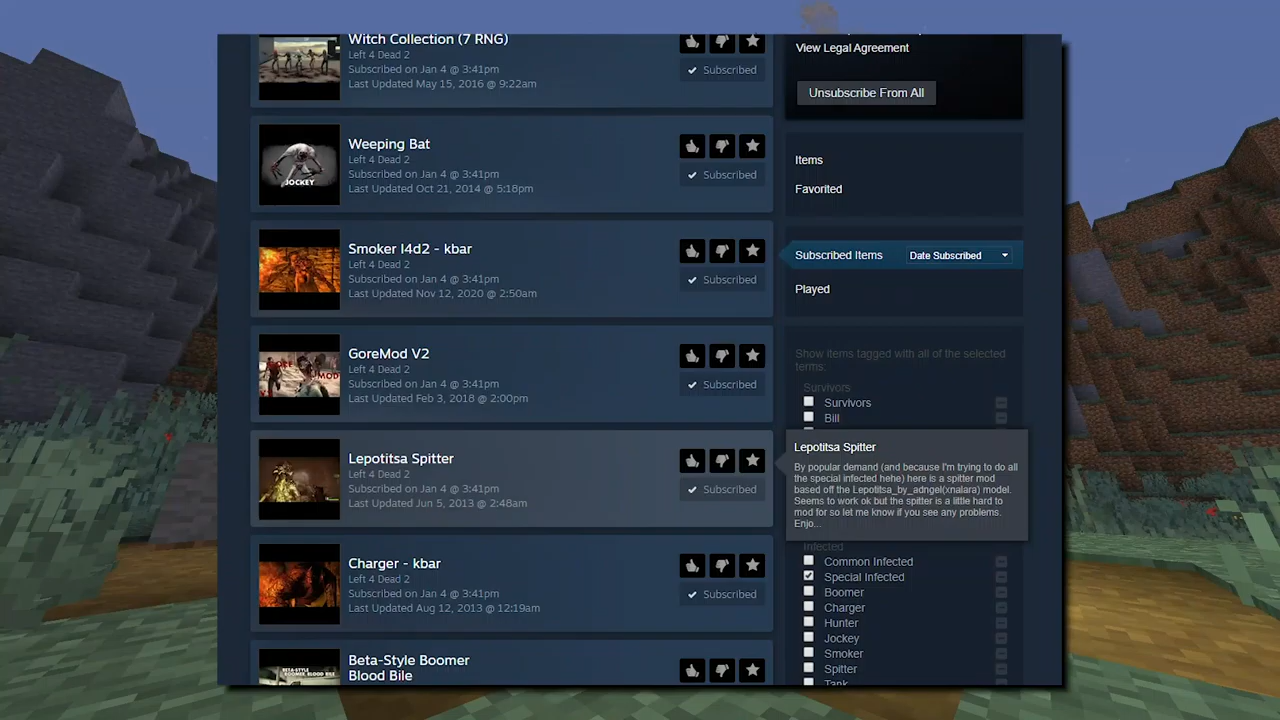 Witch Collection (7 RNG)
Left 4 Dead 2
Subscribed on Jan 4 @ 3:41pm
Last Updated May 15, 2016 @ 9:22am
Subscribed
JOCKEY
Weeping Bat
Left 4 Dead 2
Subscribed on Jan 4 @ 3:41pm
Last Updated Oct 21, 2014 @ 5:18pm
Subscribed
Smoker l4d2 - kbar
Left 4 Dead 2
Subscribed on Jan 4 @ 3:41pm
Last Updated Nov 12, 2020 @ 2:50am
Subscribed
GORE
MOD
GoreMod V2
Left 4 Dead 2
Subscribed on Jan 4 @ 3:41pm
Last Updated Feb 3, 2018 @ 2:00pm
Subscribed
Lepotitsa Spitter
Left 4 Dead 2
Subscribed on Jan 4 @ 3:41pm
Last Updated Jun 5, 2013 @ 2:48am
Subscribed
Charger - kbar
Left 4 Dead 2
Subscribed on Jan 4 @ 3:41pm
Last Updated Aug 12, 2013 @ 12:19am
Subscribed
BETA-STYLE
BOOMER, BLOOD BILE
Beta-Style Boomer
Blood Bile
View Legal Agreement
Unsubscribe From All
Items
Favorited
Subscribed Items
Date Subscribed
Played
Show items tagged with all of the selected
terms:
Survivors
Survivors
Bill
Lepotitsa Spitter
By popular demand (and because I'm trying to do all
the special infected hehe) here is a spitter mod
based off the Lepotitsa_by_adngel(xnalara) model.
Seems to work ok but the spitter is a little hard to
mod for so let me know if you see any problems.
Enjo...
Infected
Common Infected
Special Infected
Boomer
Charger
Hunter
Jockey
Smoker
Spitter
Tank